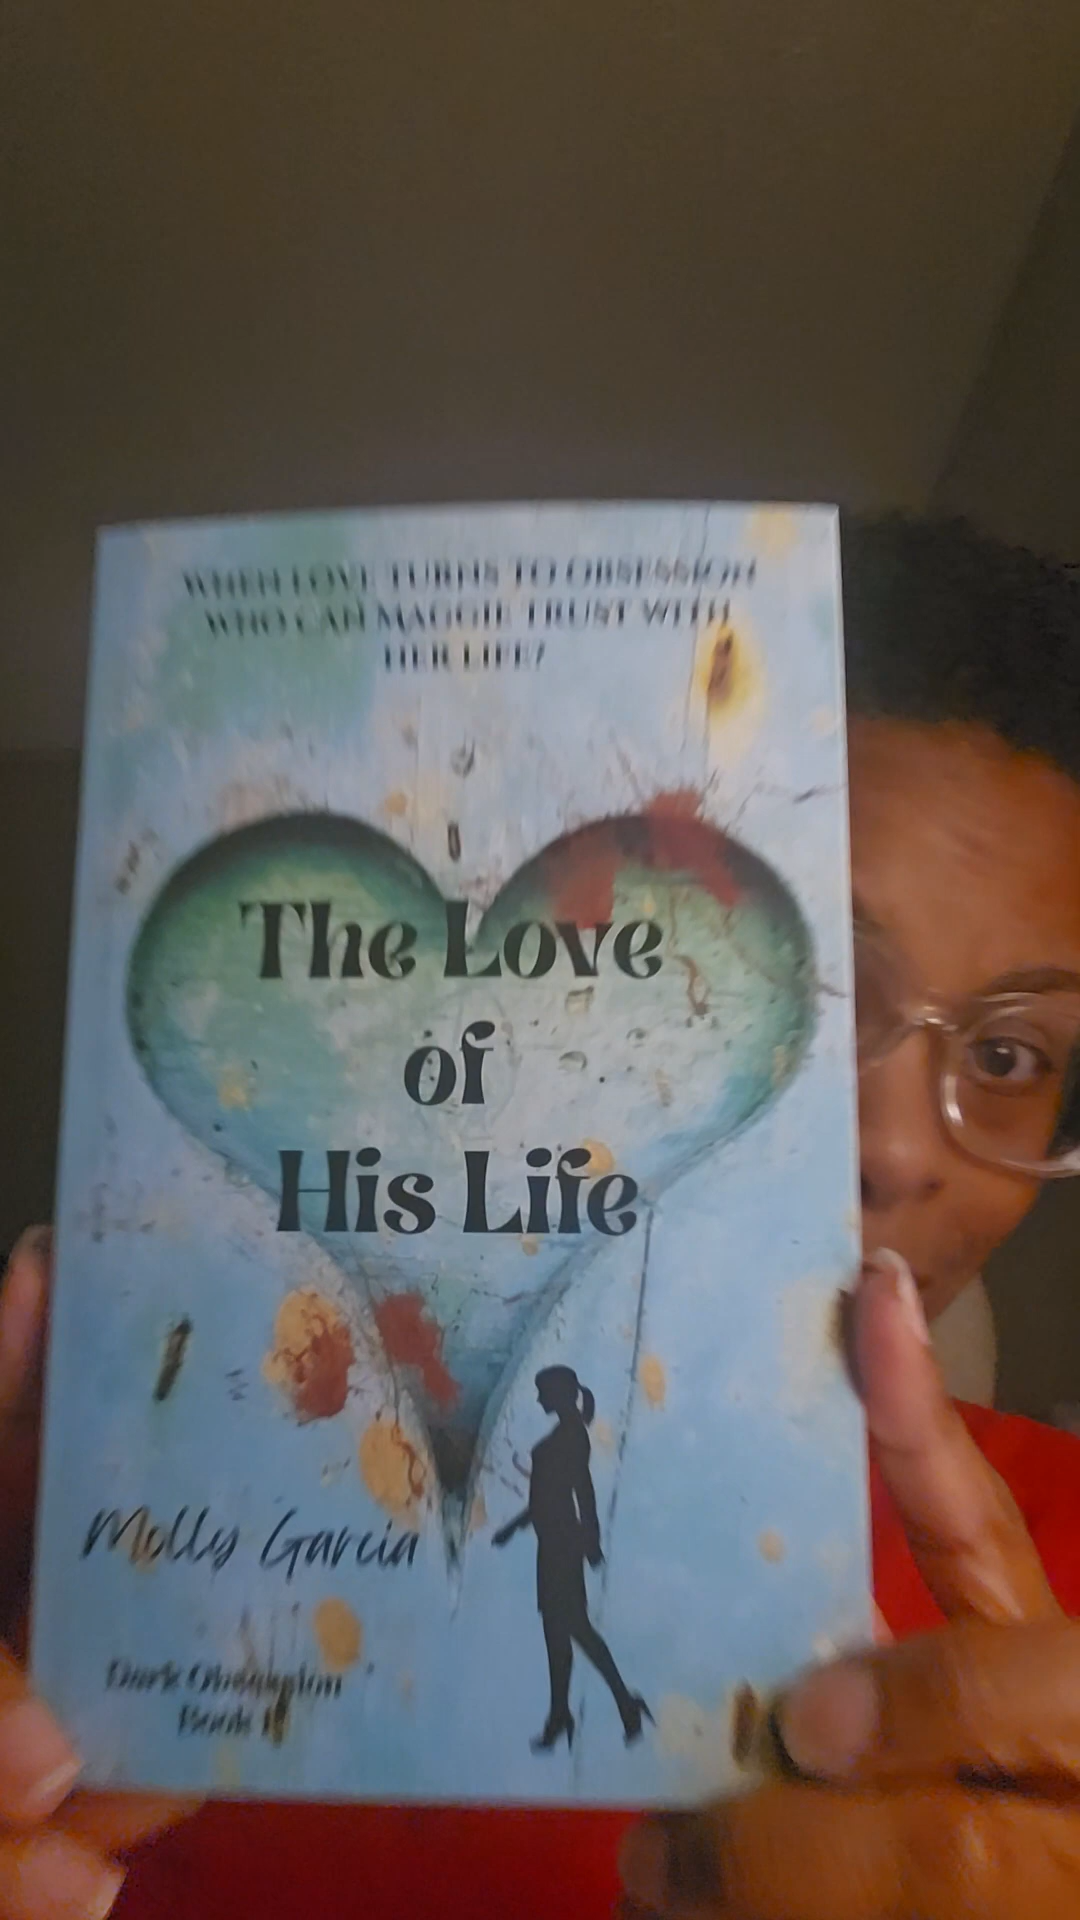 WHEN LOVE TURNS TO OBSESSION
WHO CAN MAGGIE TRUST WITH
HER LIFE?
The Love
of
His Life
Molly Garcia
Dark Obsession
Book 1